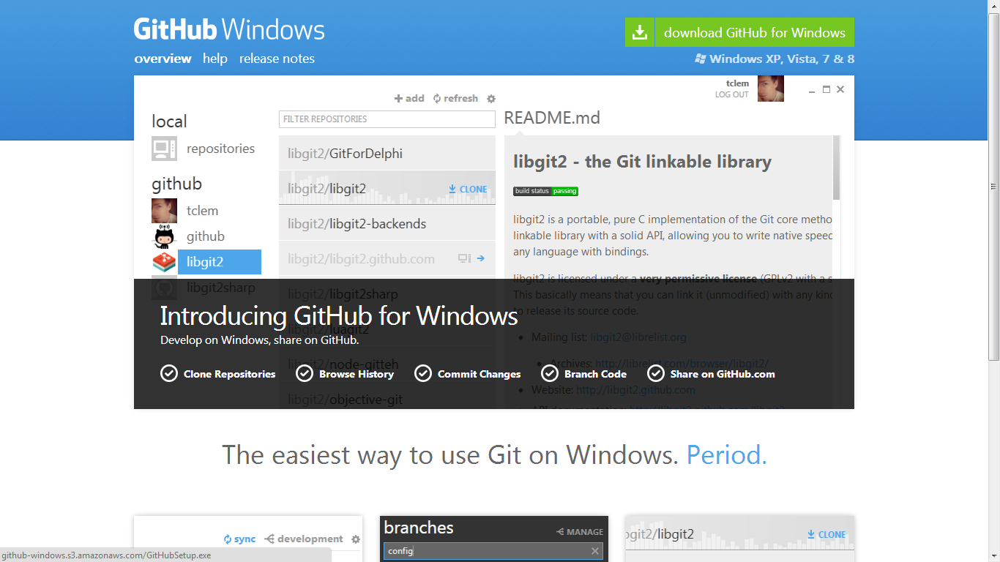 GitHub Windows
download GitHub for Windows
overview help release notes
Windows XP, Vista, 7 & 8
tclem
LOG OUT
add refresh
local
repositories
github
tclem
github
libgit2
libgit2sharp
FILTER REPOSITORIES
libgit2/GitForDelphi
libgit2/libgit2 CLONE
libgit2/libgit2-backends
libgit2/libgit2.github.com
libgit2/libgit2sharp
libgit2/luagit2
libgit2/node-gitteh
libgit2/objective-git
README.md
libgit2 - the Git linkable library
build status passing
libgit2 is a portable, pure C implementation of the Git core metho
linkable library with a solid API, allowing you to write native speed
any language with bindings.
libgit2 is licensed under a very permissive license (GPLv2 with a s
This basically means that you can link it (unmodified) with any kind
to release its source code.
Mailing list: libgit2@librelist.org
Archives: http://librelist.com/browser/libgit2/
Website: http://libgit2.github.com
API documentation: http://libgit2.github.com/libgit2
Introducing GitHub for Windows
Develop on Windows, share on GitHub.
Clone Repositories Browse History Commit Changes Branch Code Share on GitHub.com
The easiest way to use Git on Windows. Period.
sync development
branches MANAGE
config
ogit2/libgit2 CLONE
github-windows.s3.amazonaws.com/GitHubSetup.exe